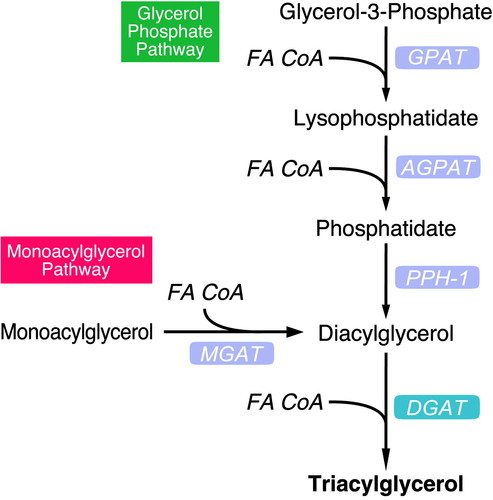 Glycerol
Phosphate
Pathway
Glycerol-3-Phosphate
FA CoA
GPAT
Lysophosphatidate
FA CoA
AGPAT
Phosphatidate
Monoacylglycerol
Pathway
PPH-1
FA CoA
Monoacylglycerol
Diacylglycerol
MGAT
FA CoA
DGAT
Triacylglycerol